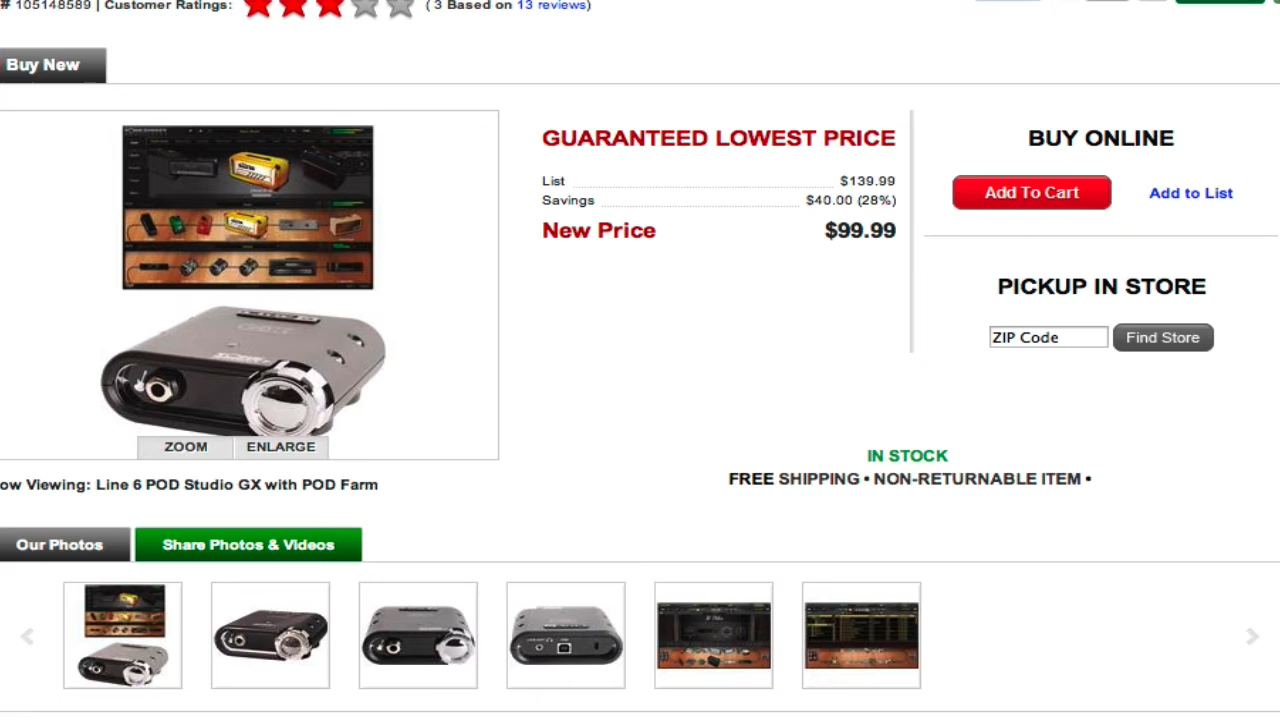 # 105148589 | Customer Ratings: ( 3 Based on 13 reviews)
Buy New
GUARANTEED LOWEST PRICE
List $139.99
Savings $40.00 (28%)
New Price $99.99
BUY ONLINE
Add To Cart Add to List
PICKUP IN STORE
ZIP Code Find Store
ZOOM ENLARGE
IN STOCK
FREE SHIPPING • NON-RETURNABLE ITEM •
ow Viewing: Line 6 POD Studio GX with POD Farm
Our Photos Share Photos & Videos